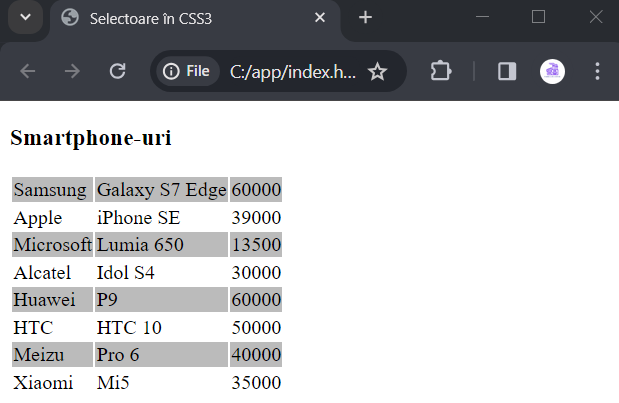 Selectoare în CSS3
File C:/app/index.h...
Smartphone-uri
Samsung Galaxy S7 Edge 60000
Apple iPhone SE 39000
Microsoft Lumia 650 13500
Alcatel Idol S4 30000
Huawei P9 60000
HTC HTC 10 50000
Meizu Pro 6 40000
Xiaomi Mi5 35000